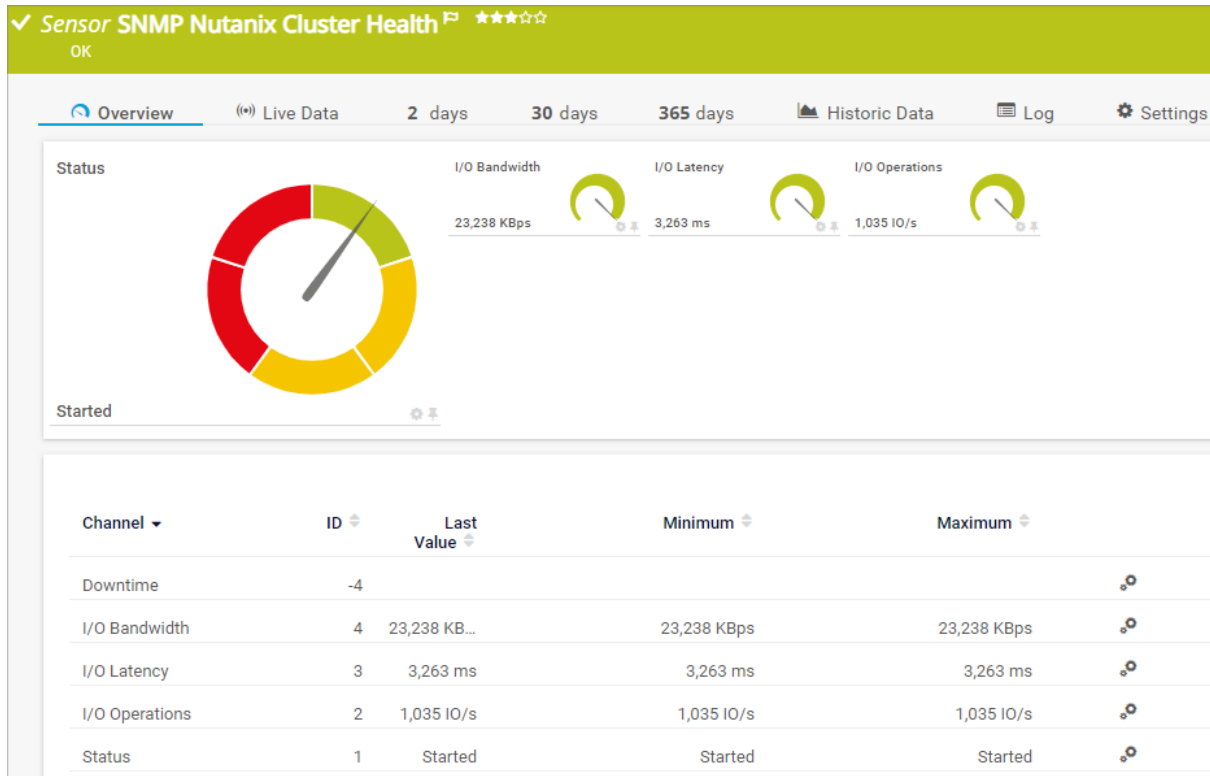 Sensor SNMP Nutanix Cluster Health
OK
Overview Live Data 2 days 30 days 365 days Historic Data Log Settings
Status I/O Bandwidth I/O Latency I/O Operations
23,238 KBps 3,263 ms 1,035 IO/s
Started
Channel ID Last Value Minimum Maximum
Downtime -4
I/O Bandwidth 4 23,238 KB... 23,238 KBps 23,238 KBps
I/O Latency 3 3,263 ms 3,263 ms 3,263 ms
I/O Operations 2 1,035 IO/s 1,035 IO/s 1,035 IO/s
Status 1 Started Started Started